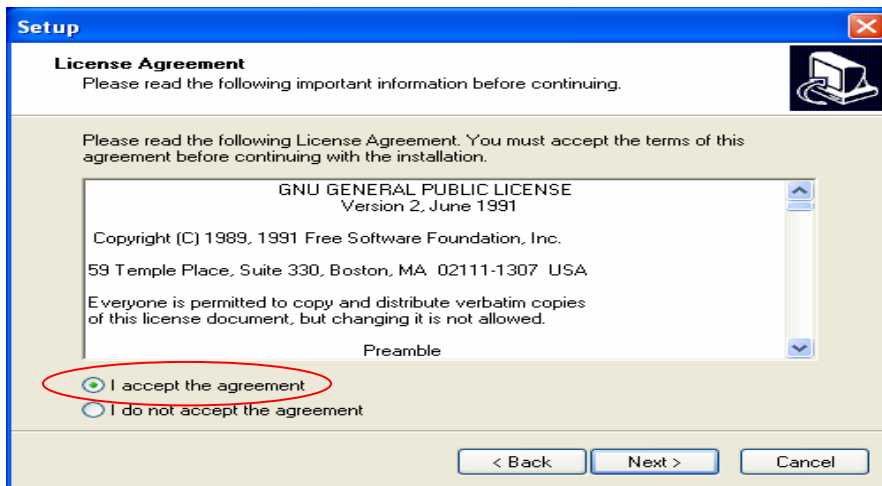 Setup
License Agreement
Please read the following important information before continuing.
Please read the following License Agreement. You must accept the terms of this
agreement before continuing with the installation.
GNU GENERAL PUBLIC LICENSE
Version 2, June 1991
Copyright (C) 1989, 1991 Free Software Foundation, Inc.
59 Temple Place, Suite 330, Boston, MA 02111-1307 USA
Everyone is permitted to copy and distribute verbatim copies
of this license document, but changing it is not allowed.
Preamble
I accept the agreement
I do not accept the agreement
< Back Next > Cancel